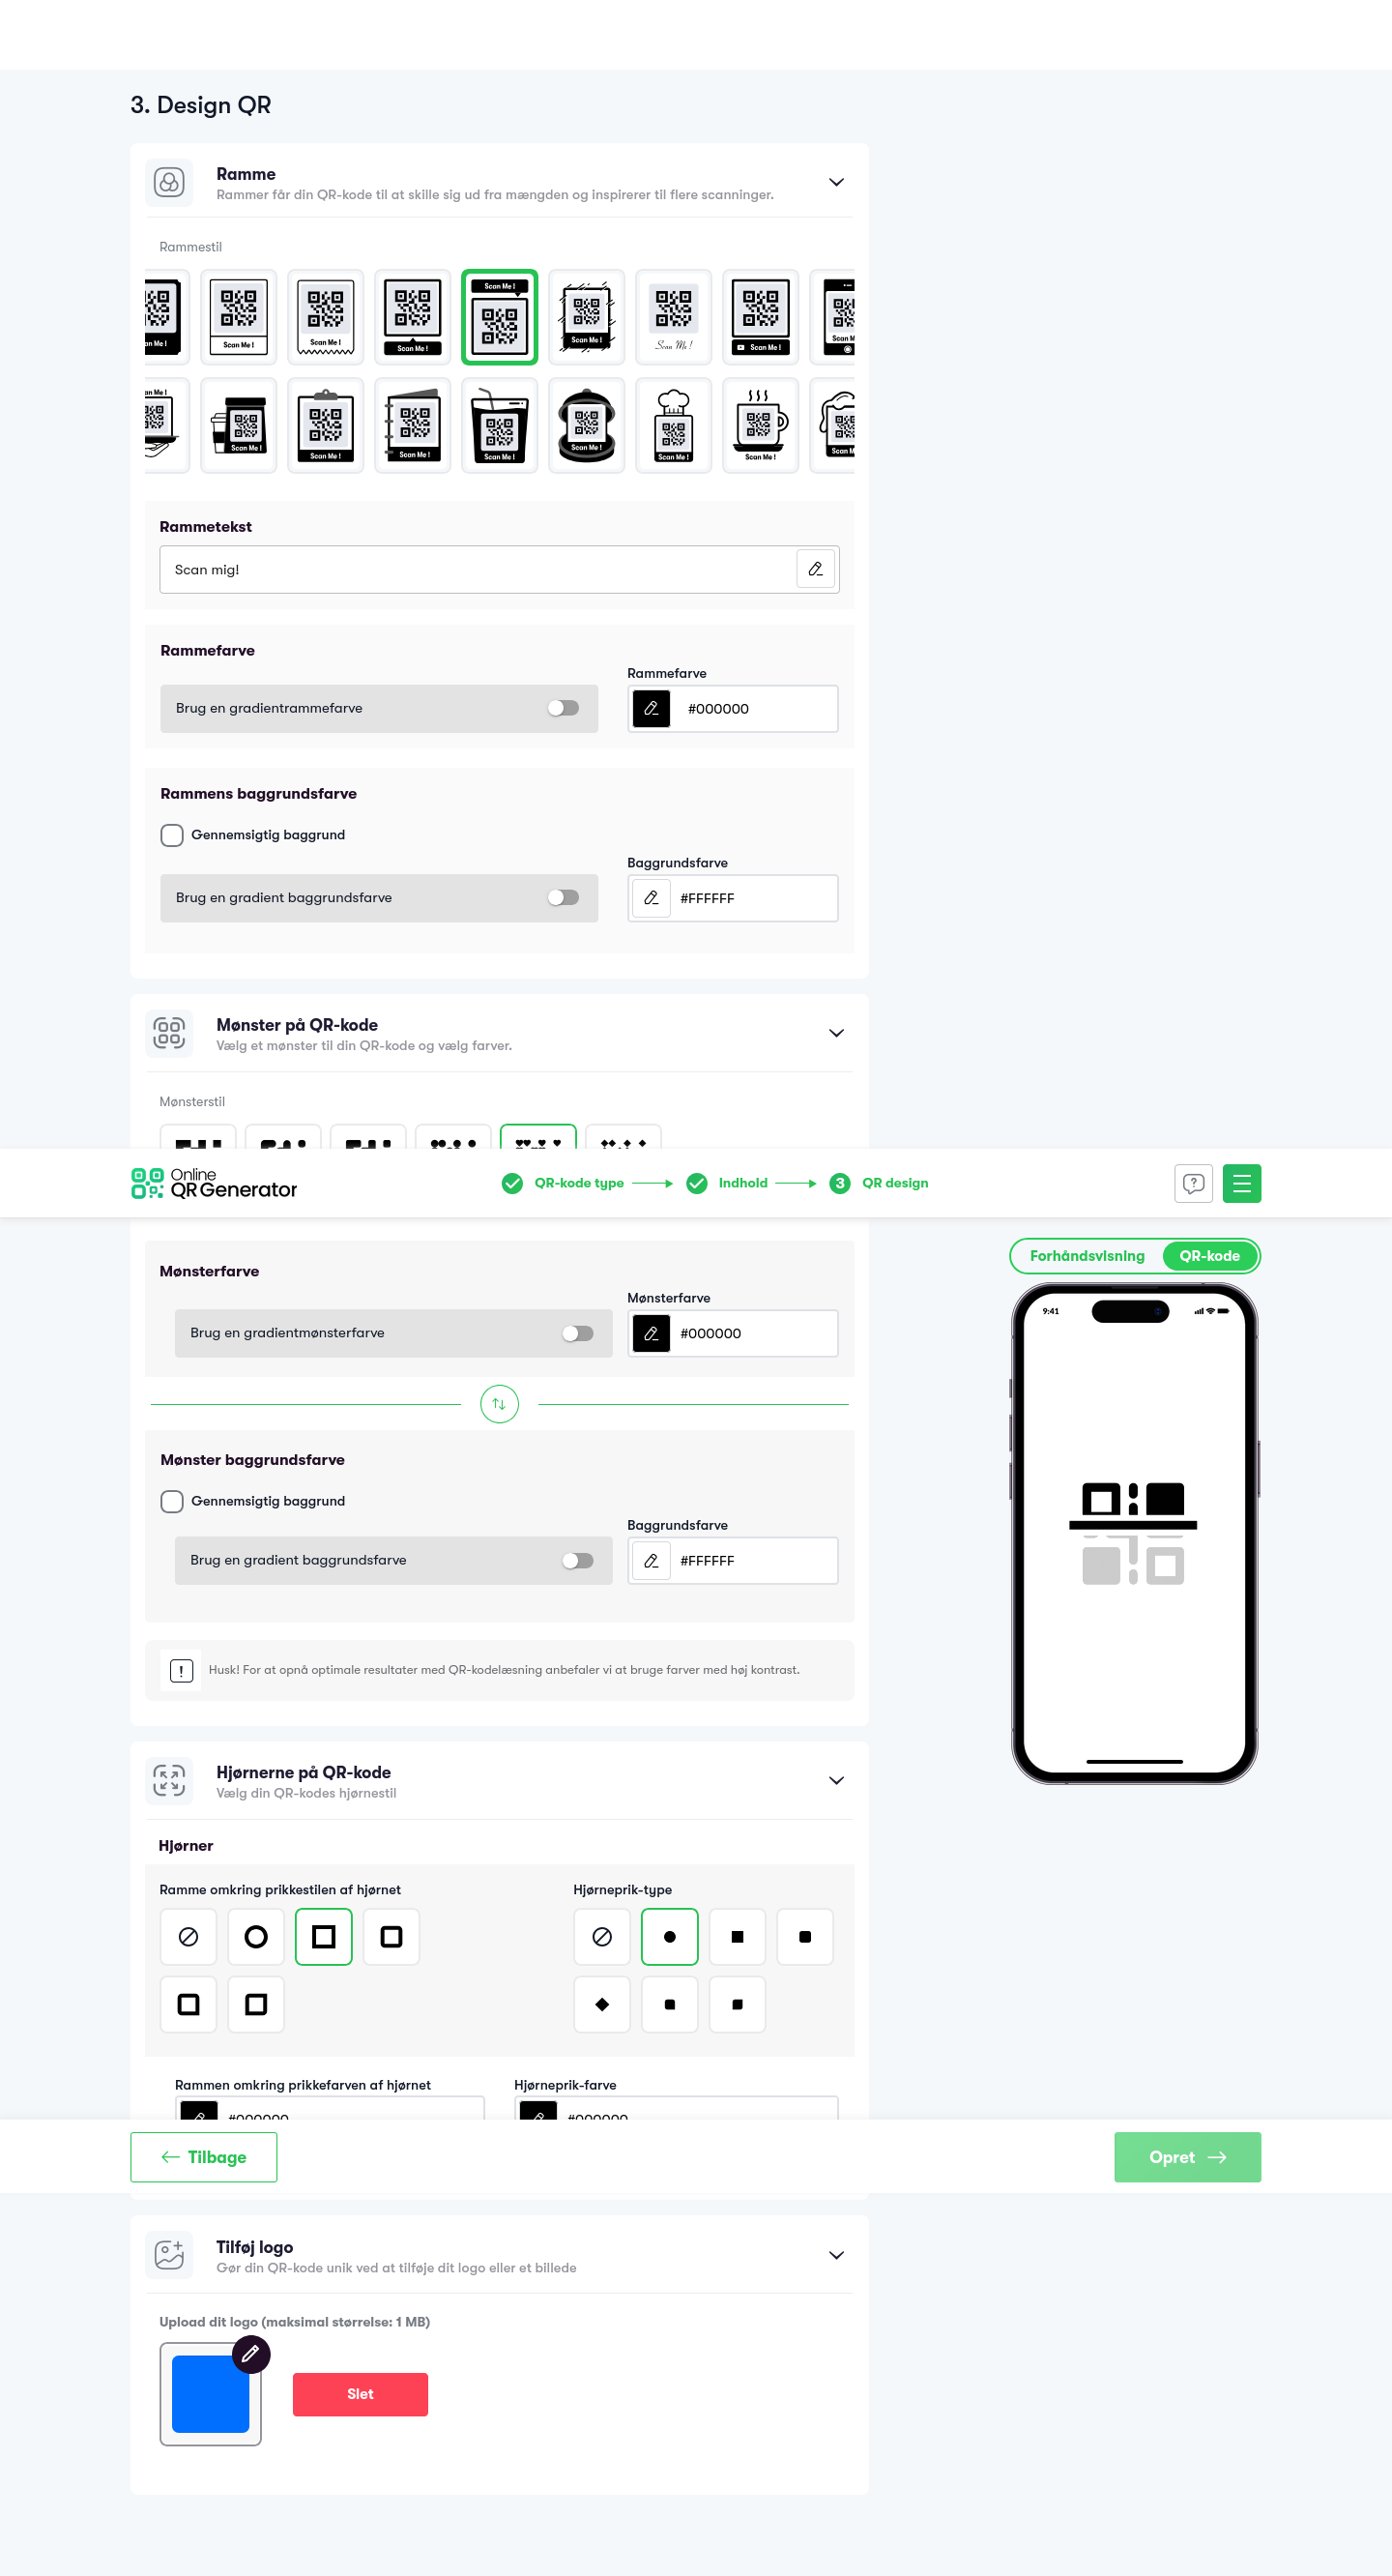 3. Design QR
Ramme
Rammer får din QR-kode til at skille sig ud fra mængden og inspirerer til flere scanninger.
Rammestil
Scan Me !
Scan Me !
Scan Me !
Scan Me !
Scan Me !
Scan Me !
Scan Me !
Scan Me !
Scan Me !
Scan Me !
Scan Me !
Scan Me !
Scan Me !
Scan Me !
Rammetekst
Scan mig!
Rammefarve
Rammefarve
Brug en gradientrammefarve
#000000
Rammens baggrundsfarve
Gennemsigtig baggrund
Baggrundsfarve
Brug en gradient baggrundsfarve
#FFFFFF
Mønster på QR-kode
Vælg et mønster til din QR-kode og vælg farver.
Mønsterstil
Online
QR Generator
QR-kode type
Indhold
3
QR design
Forhåndsvisning
QR-kode
9:41
Mønsterfarve
Mønsterfarve
Brug en gradientmønsterfarve
#000000
Mønster baggrundsfarve
Gennemsigtig baggrund
Baggrundsfarve
Brug en gradient baggrundsfarve
#FFFFFF
Husk! For at opnå optimale resultater med QR-kodelæsning anbefaler vi at bruge farver med høj kontrast.
Hjørnerne på QR-kode
Vælg din QR-kodes hjørnestil
Hjørner
Ramme omkring prikkestilen af hjørnet
Hjørneprik-type
Rammen omkring prikkefarven af hjørnet
Hjørneprik-farve
#000000
#000000
Tilbage
Opret
Tilføj logo
Gør din QR-kode unik ved at tilføje dit logo eller et billede
Upload dit logo (maksimal størrelse: 1 MB)
Slet